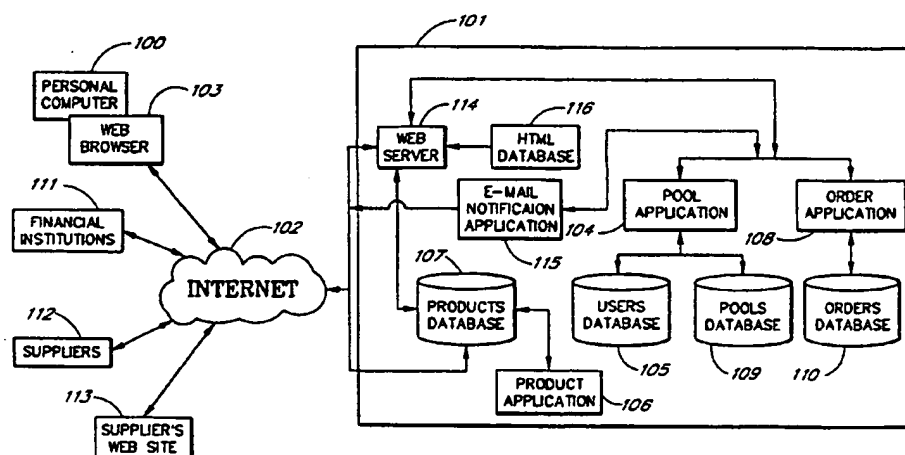 100
PERSONAL
COMPUTER
103
WEB
BROWSER
111
FINANCIAL
INSTITUTIONS
102
INTERNET
112
SUPPLIERS
113
SUPPLIER'S
WEB SITE
101
114
WEB
SERVER
116
HTML
DATABASE
E-MAIL
NOTIFICAION
APPLICATION
115
104
POOL
APPLICATION
ORDER
APPLICATION
108
107
PRODUCTS
DATABASE
USERS
DATABASE
105
POOLS
DATABASE
109
ORDERS
DATABASE
110
PRODUCT
APPLICATION
106